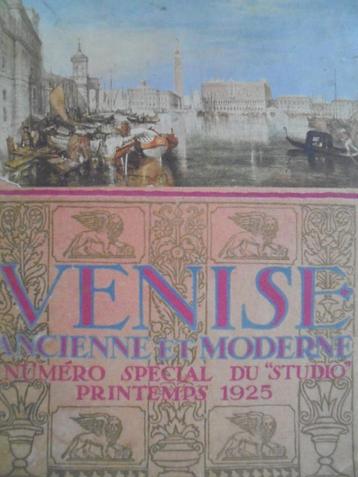 VENISE
ANCIENNE ET MODERNE
NUMÉRO SPECIAL DU "STUDIO"
PRINTEMPS 1925